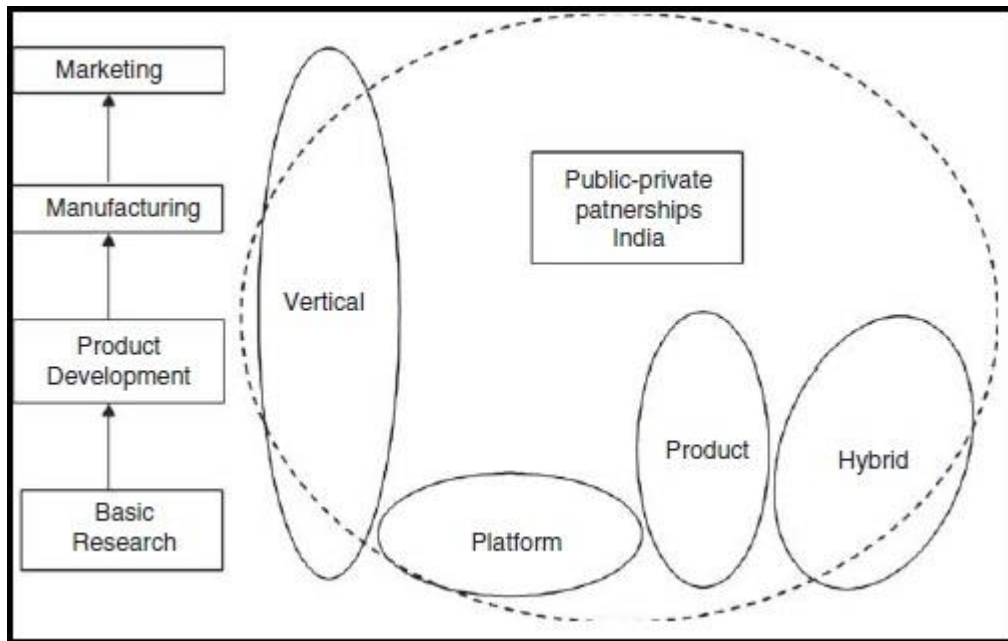 Marketing
Manufacturing
Product
Development
Basic
Research
Vertical
Public-private
patnerships
India
Platform
Product
Hybrid